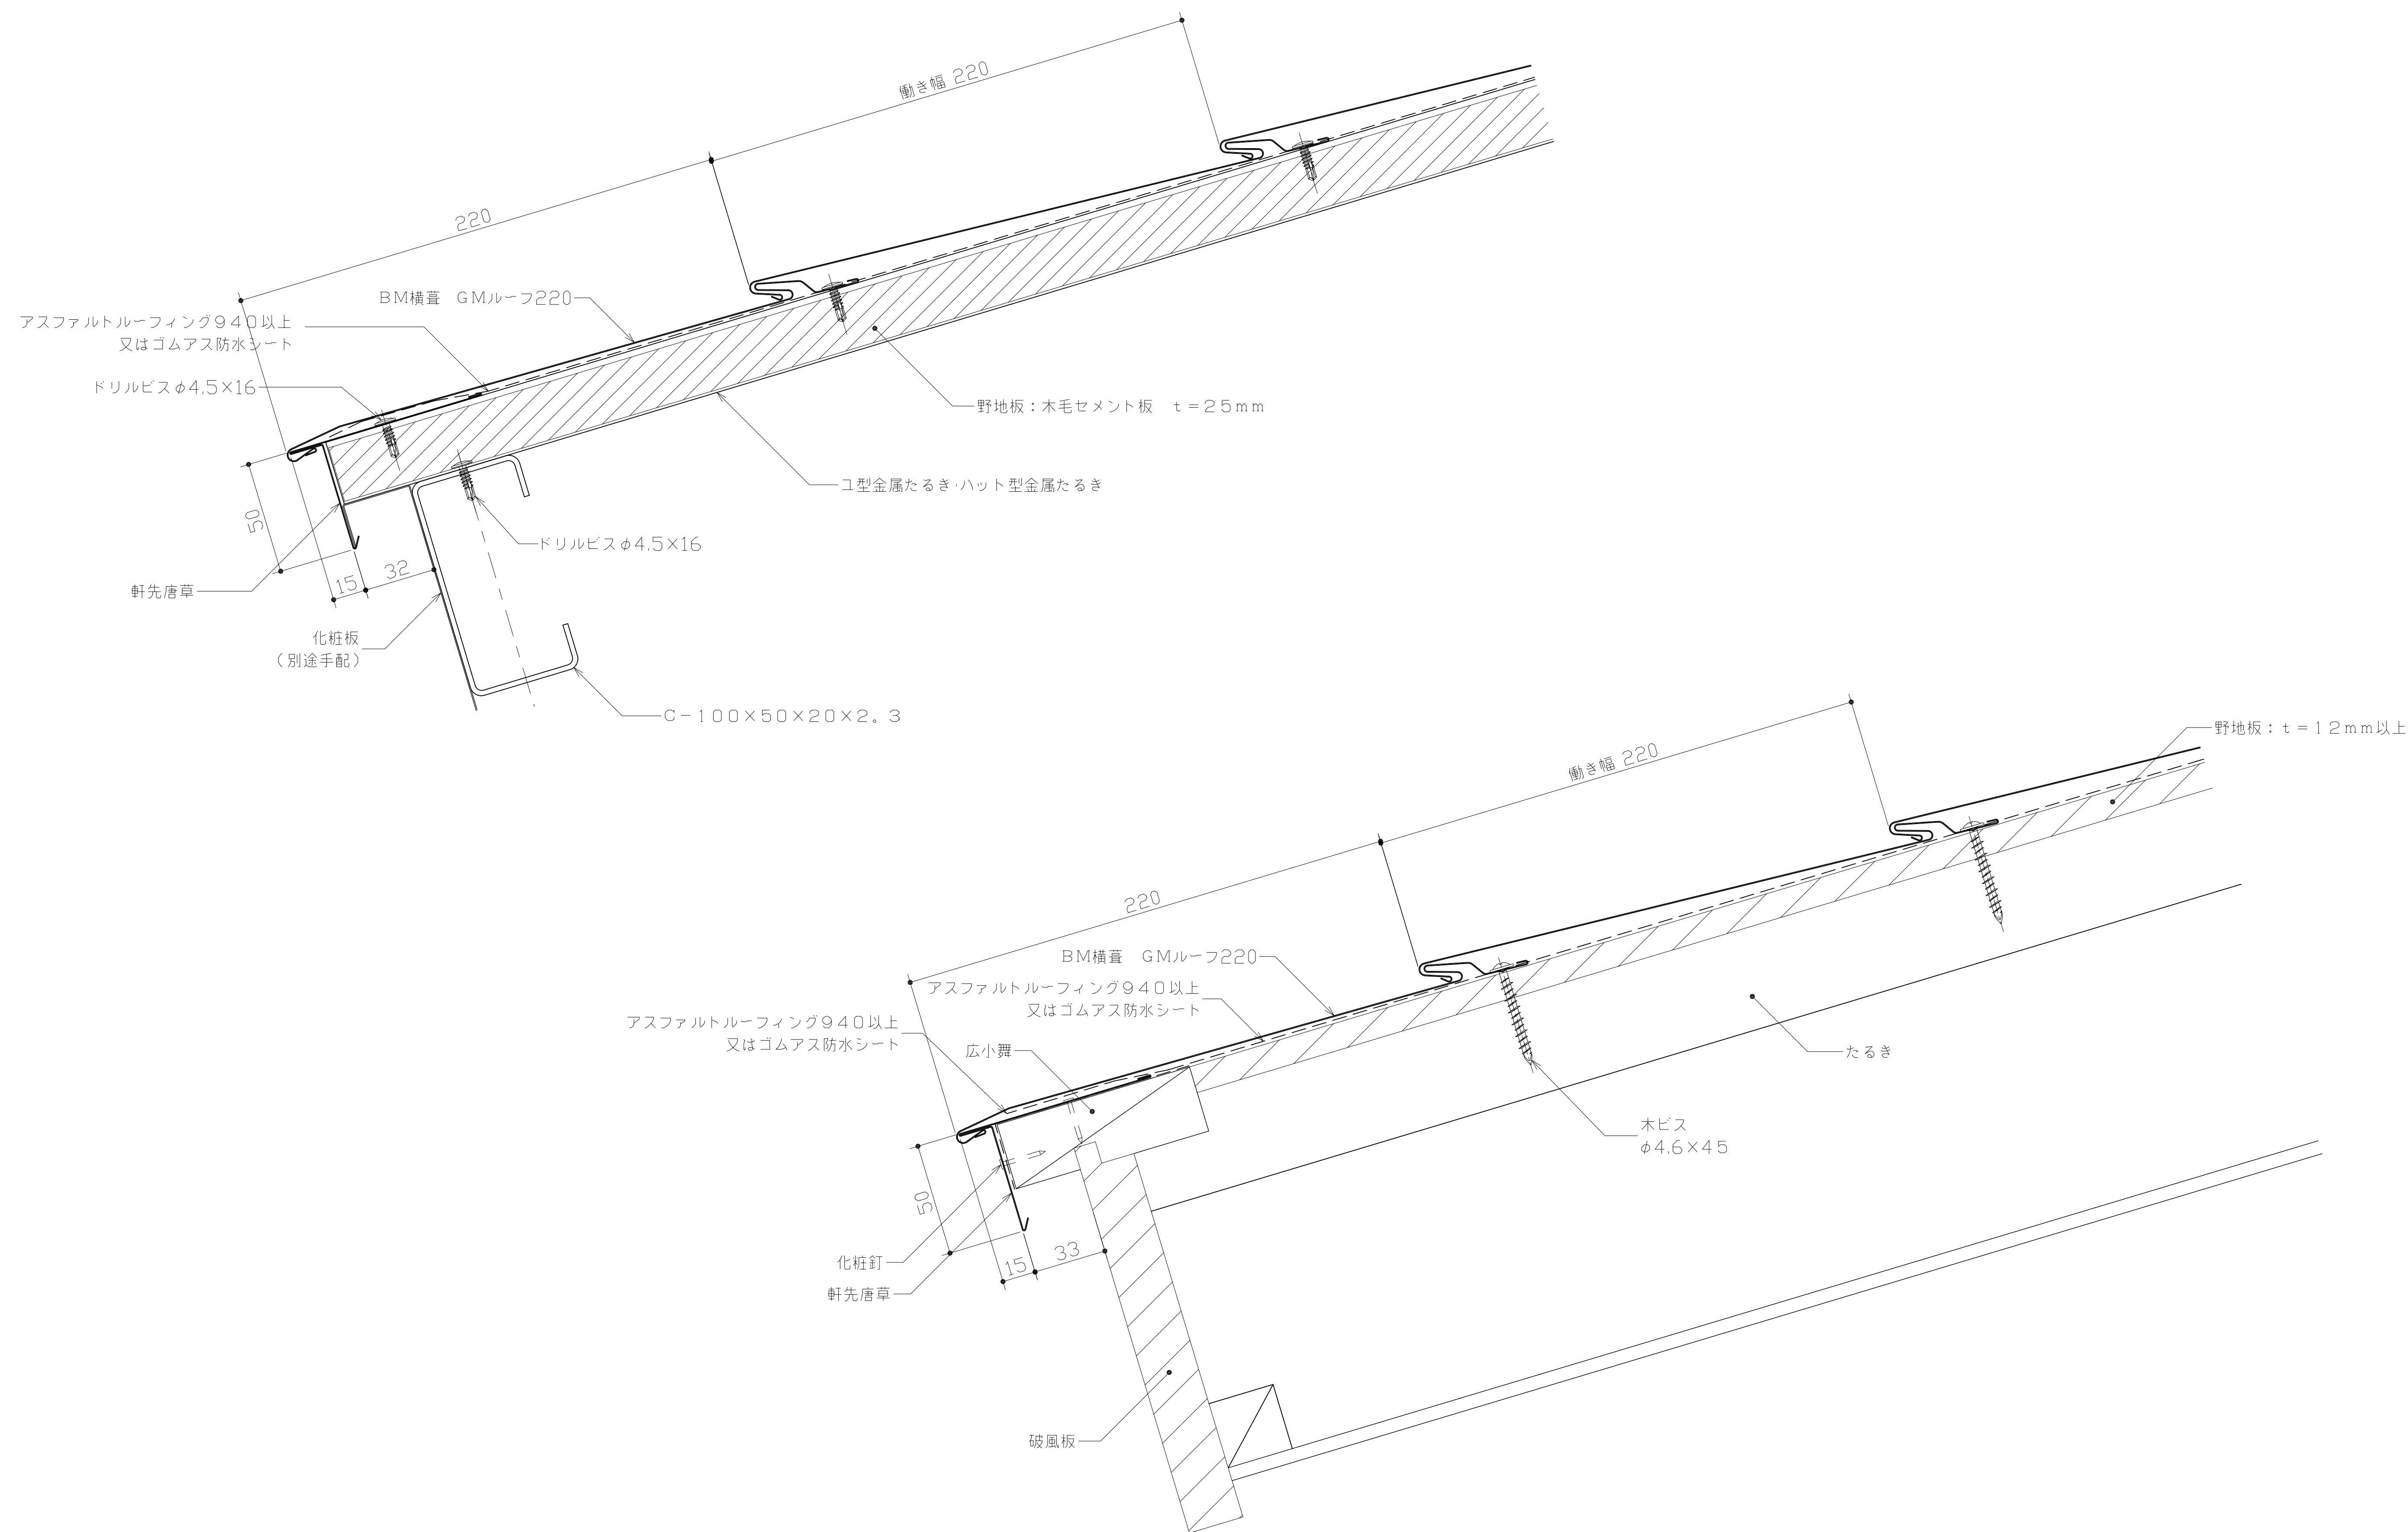 働き幅 220
220
BM横葺　GMルーフ220
アスファルトルーフィング940以上
又はゴムアス防水シート
ドリルビスφ4.5×16
野地板：木毛セメント板　t＝25mm
ユ型金属たるき・ハット型金属たるき
50
ドリルビスφ4.5×16
15
32
軒先唐草
化粧板
（別途手配）
C－100×50×20×2。3
野地板：t＝12mm以上
働き幅 220
220
BM横葺　GMルーフ220
アスファルトルーフィング940以上
又はゴムアス防水シート
アスファルトルーフィング940以上
又はゴムアス防水シート
広小舞
たるき
木ビス
φ4.6×45
50
15
33
化粧釘
軒先唐草
破風板